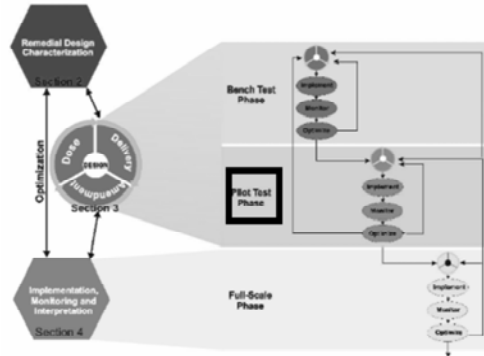 Remedial Design
Characterization
Section 2
Optimization
Dose
Delivery
DESIGN
Amendment
Section 3
Implementation,
Monitoring and
Interpretation
Section 4
Bench Test
Phase
Implement
Monitor
Optimize
Pilot Test
Phase
Implement
Monitor
Optimize
Full-Scale
Phase
Implement
Monitor
Optimize